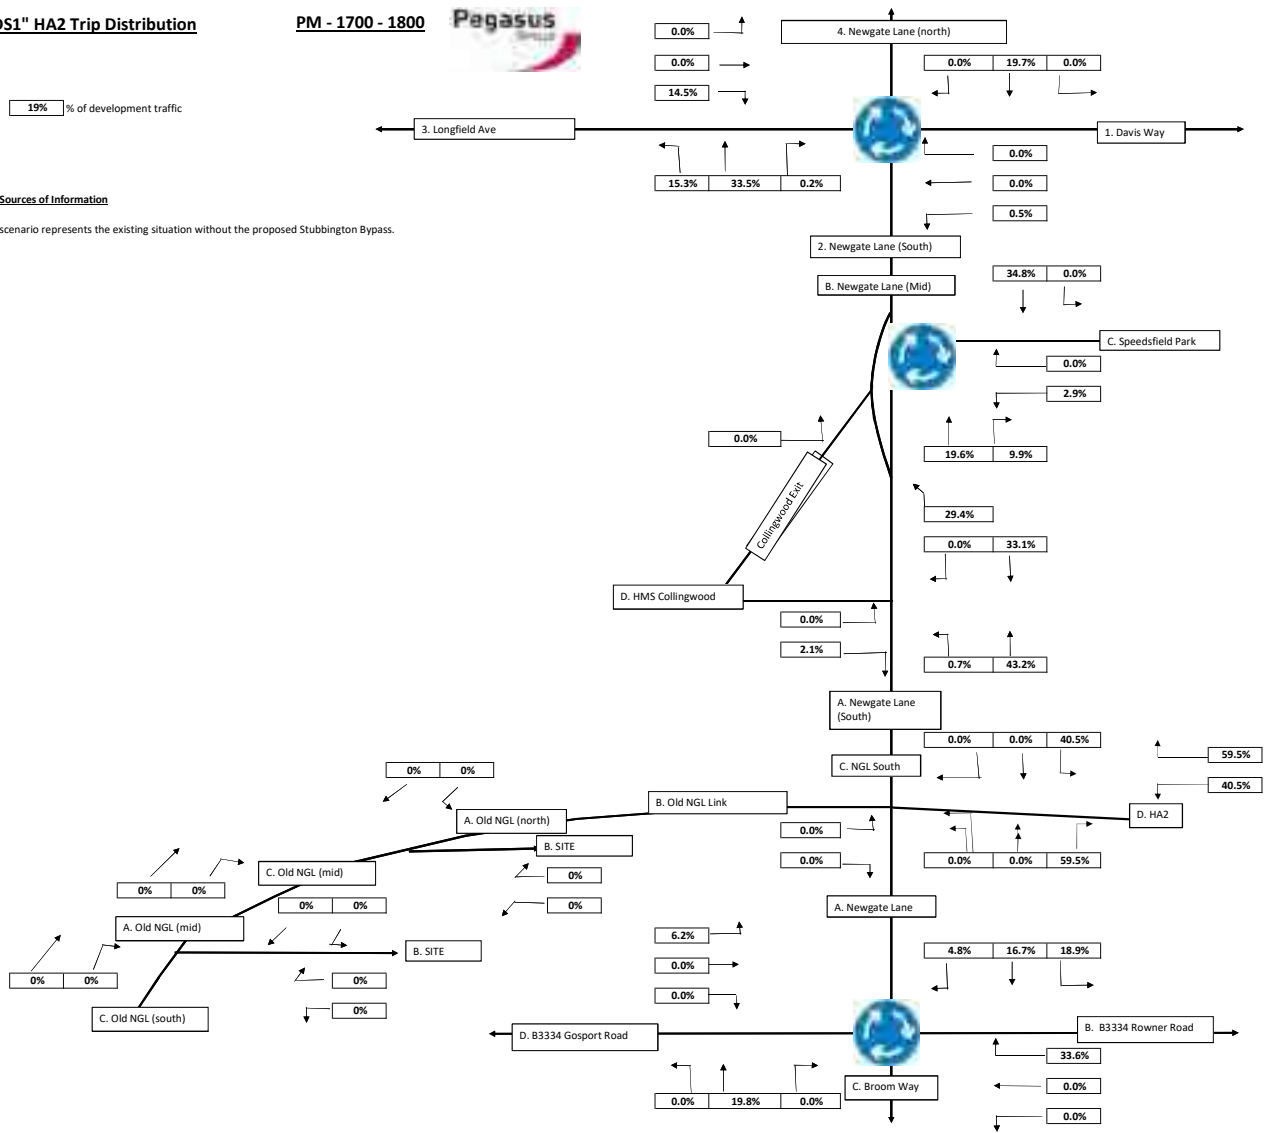 OS1" HA2 Trip Distribution
PM - 1700 - 1800
Pegasus
Group
19%
% of development traffic
Sources of Information
scenario represents the existing situation without the proposed Stubbington Bypass.
0.0%
0.0%
14.5%
4. Newgate Lane (north)
0.0% 19.7% 0.0%
3. Longfield Ave
1. Davis Way
15.3% 33.5% 0.2%
0.0%
0.0%
0.5%
2. Newgate Lane (South)
B. Newgate Lane (Mid)
34.8% 0.0%
C. Speedsfield Park
0.0%
2.9%
0.0%
19.6% 9.9%
Collingwood Exit
29.4%
0.0% 33.1%
D. HMS Collingwood
0.0%
2.1%
0.7% 43.2%
A. Newgate Lane
(South)
0.0% 0.0% 40.5%
59.5%
40.5%
C. NGL South
0% 0%
B. Old NGL Link
A. Old NGL (north)
D. HA2
0.0%
0.0%
0.0% 0.0% 59.5%
B. SITE
C. Old NGL (mid)
0%
0%
0% 0%
0% 0%
A. Old NGL (mid)
A. Newgate Lane
B. SITE
6.2%
0.0%
0.0%
4.8% 16.7% 18.9%
0% 0%
0%
0%
C. Old NGL (south)
D. B3334 Gosport Road
B. B3334 Rowner Road
33.6%
0.0%
0.0%
C. Broom Way
0.0% 19.8% 0.0%